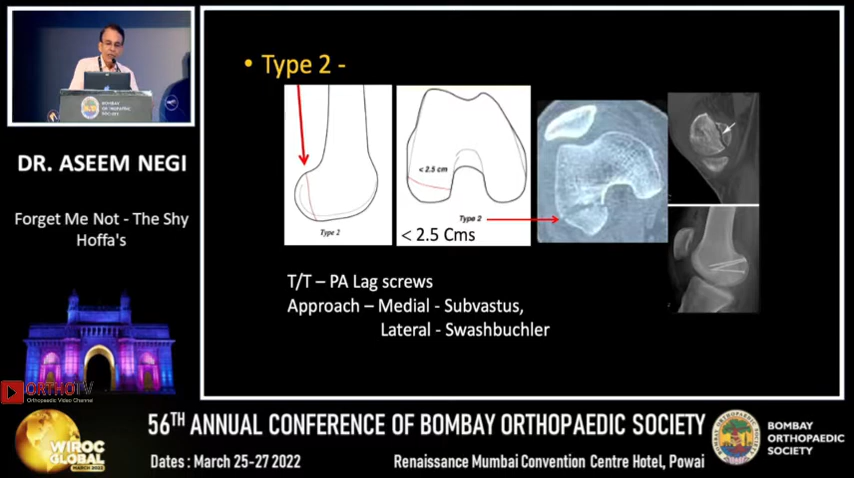 • Type 2 -
< 2.5 cm
Type 2
Type 2
< 2.5 Cms
T/T – PA Lag screws
Approach – Medial - Subvastus,
Lateral - Swashbuchler
BOMBAY
ORTHOPAEDIC
SOCIETY
DR. ASEEM NEGI
Forget Me Not - The Shy
Hoffa's
ORTHOTV
Orthopaedic Video Channel
WIROC
GLOBAL
MARCH 2022
56TH ANNUAL CONFERENCE OF BOMBAY ORTHOPAEDIC SOCIETY
Dates : March 25-27 2022
Renaissance Mumbai Convention Centre Hotel, Powai
BOMBAY
ORTHOPAEDIC
SOCIETY